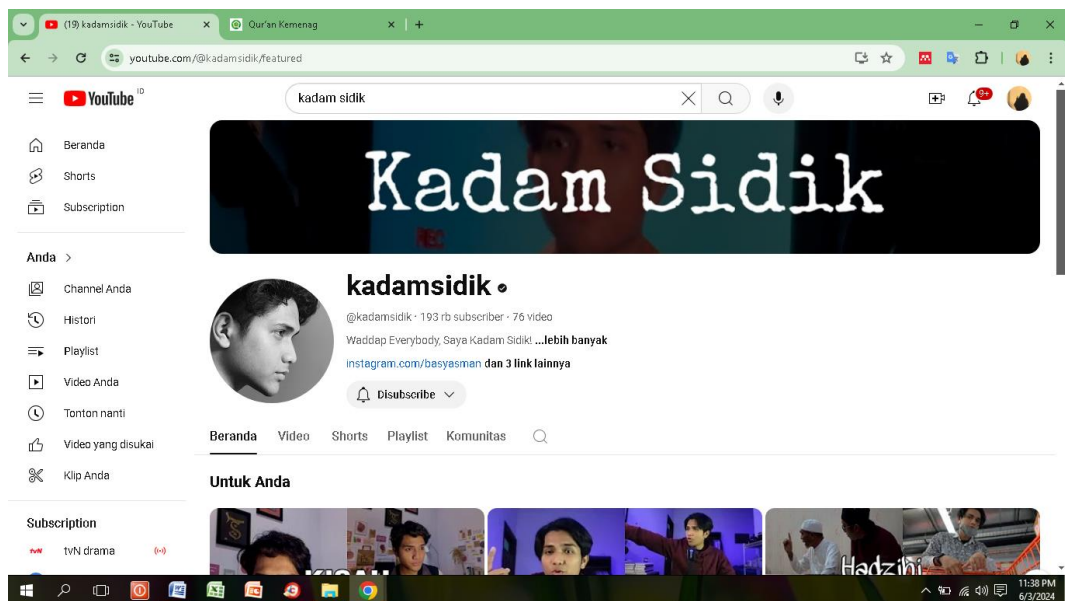 (19) kadamsidik - YouTube
Qur'an Kemenag
youtube.com/@kadamsidik/featured
YouTube ID
kadam sidik
9+
Beranda
Shorts
Subscription
Anda
Channel Anda
Histori
Playlist
Video Anda
Tonton nanti
Video yang disukai
Klip Anda
Subscription
tvN
tvN drama
Kadam Sidik
REC
kadamsidik
@kadamsidik · 193 rb subscriber · 76 video
Waddap Everybody, Saya Kadam Sidik! ...lebih banyak
instagram.com/basyasman dan 3 link lainnya
Disubscribe
Beranda Video Shorts Playlist Komunitas
Untuk Anda
KISAH
Hadzihi
11:38 PM
6/3/2024